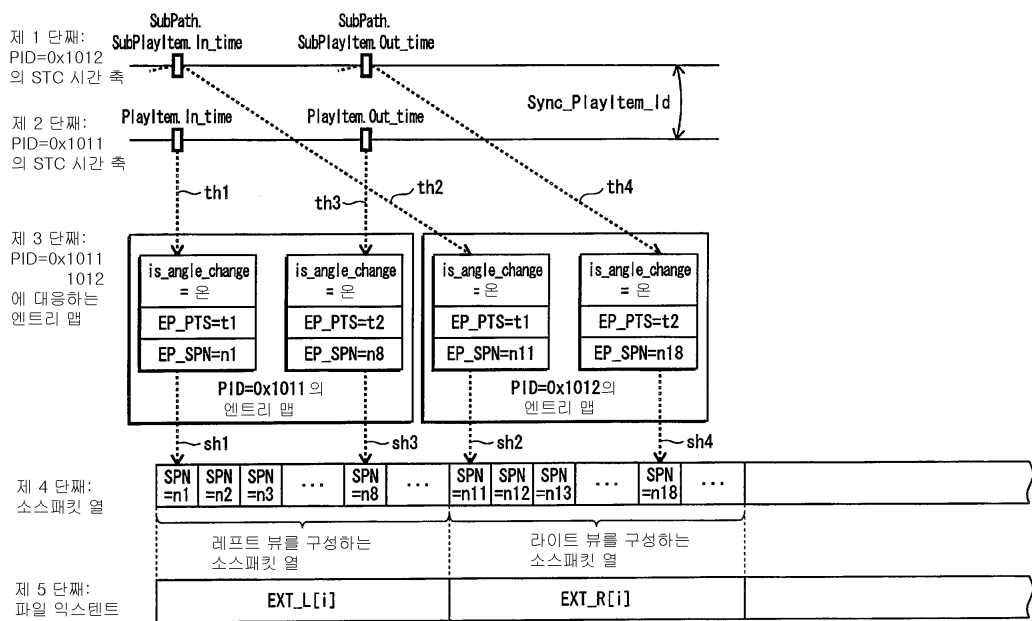 제 1 단째:
PID=0x1012
의 STC 시간 축
SubPath.
SubPlayItem.In_time
SubPath.
SubPlayItem.Out_time
Sync_PlayItem_Id
제 2 단째:
PID=0x1011
의 STC 시간 축
PlayItem.In_time
PlayItem.Out_time
th1
th3
th2
th4
제 3 단째:
PID=0x1011
1012
에 대응하는
엔트리 맵
is_angle_change
= 온
EP_PTS=t1
EP_SPN=n1
is_angle_change
= 온
EP_PTS=t2
EP_SPN=n8
PID=0x1011 의
엔트리 맵
is_angle_change
= 온
EP_PTS=t1
EP_SPN=n11
is_angle_change
= 온
EP_PTS=t2
EP_SPN=n18
PID=0x1012의
엔트리 맵
sh1
sh3
sh2
sh4
제 4 단째:
소스패킷 열
SPN
=n1
SPN
=n2
SPN
=n3
...
SPN
=n8
...
SPN
=n11
SPN
=n12
SPN
=n13
...
SPN
=n18
...
레프트 뷰를 구성하는
소스패킷 열
라이트 뷰를 구성하는
소스패킷 열
제 5 단째:
파일 익스텐트
EXT_L[i]
EXT_R[i]